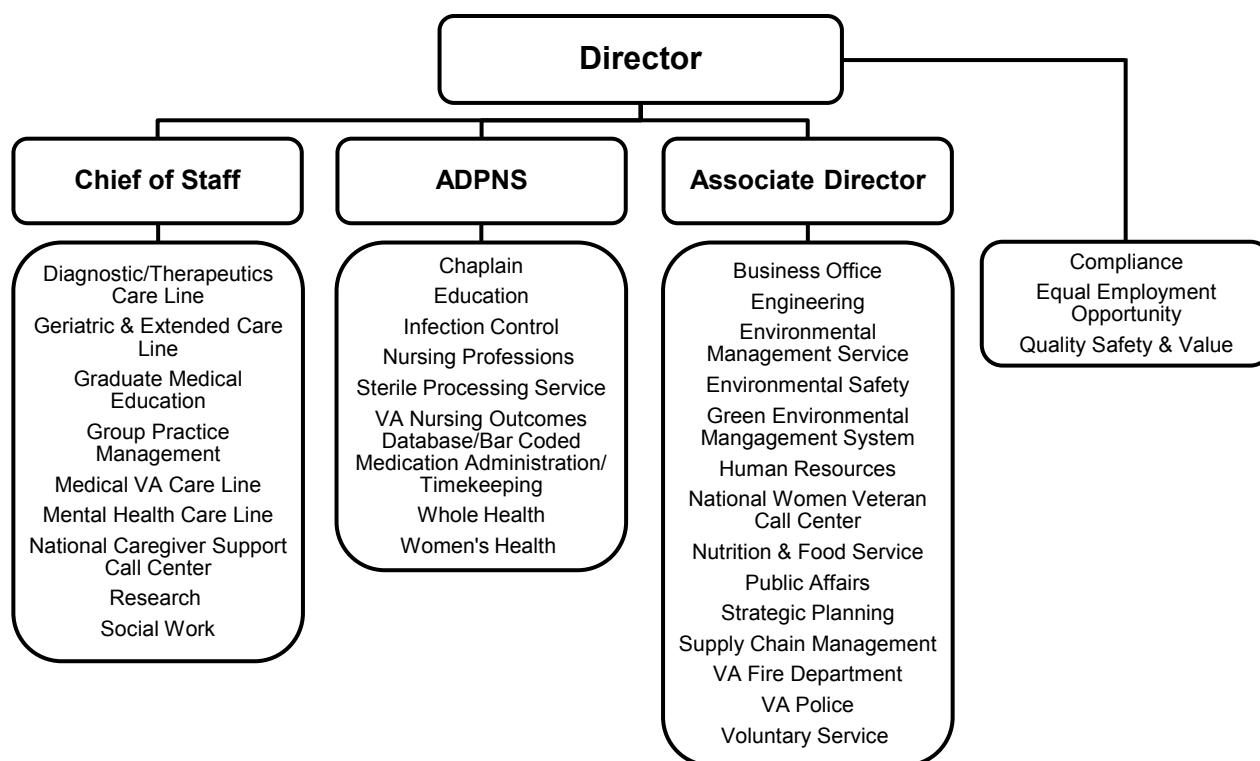 Director
Chief of Staff
Diagnostic/Therapeutics
Care Line
Geriatric & Extended Care
Line
Graduate Medical
Education
Group Practice
Management
Medical VA Care Line
Mental Health Care Line
National Caregiver Support
Call Center
Research
Social Work
ADPNS
Chaplain
Education
Infection Control
Nursing Professions
Sterile Processing Service
VA Nursing Outcomes
Database/Bar Coded
Medication Administration/
Timekeeping
Whole Health
Women's Health
Associate Director
Business Office
Engineering
Environmental
Management Service
Environmental Safety
Green Environmental
Mangagement System
Human Resources
National Women Veteran
Call Center
Nutrition & Food Service
Public Affairs
Strategic Planning
Supply Chain Management
VA Fire Department
VA Police
Voluntary Service
Compliance
Equal Employment
Opportunity
Quality Safety & Value